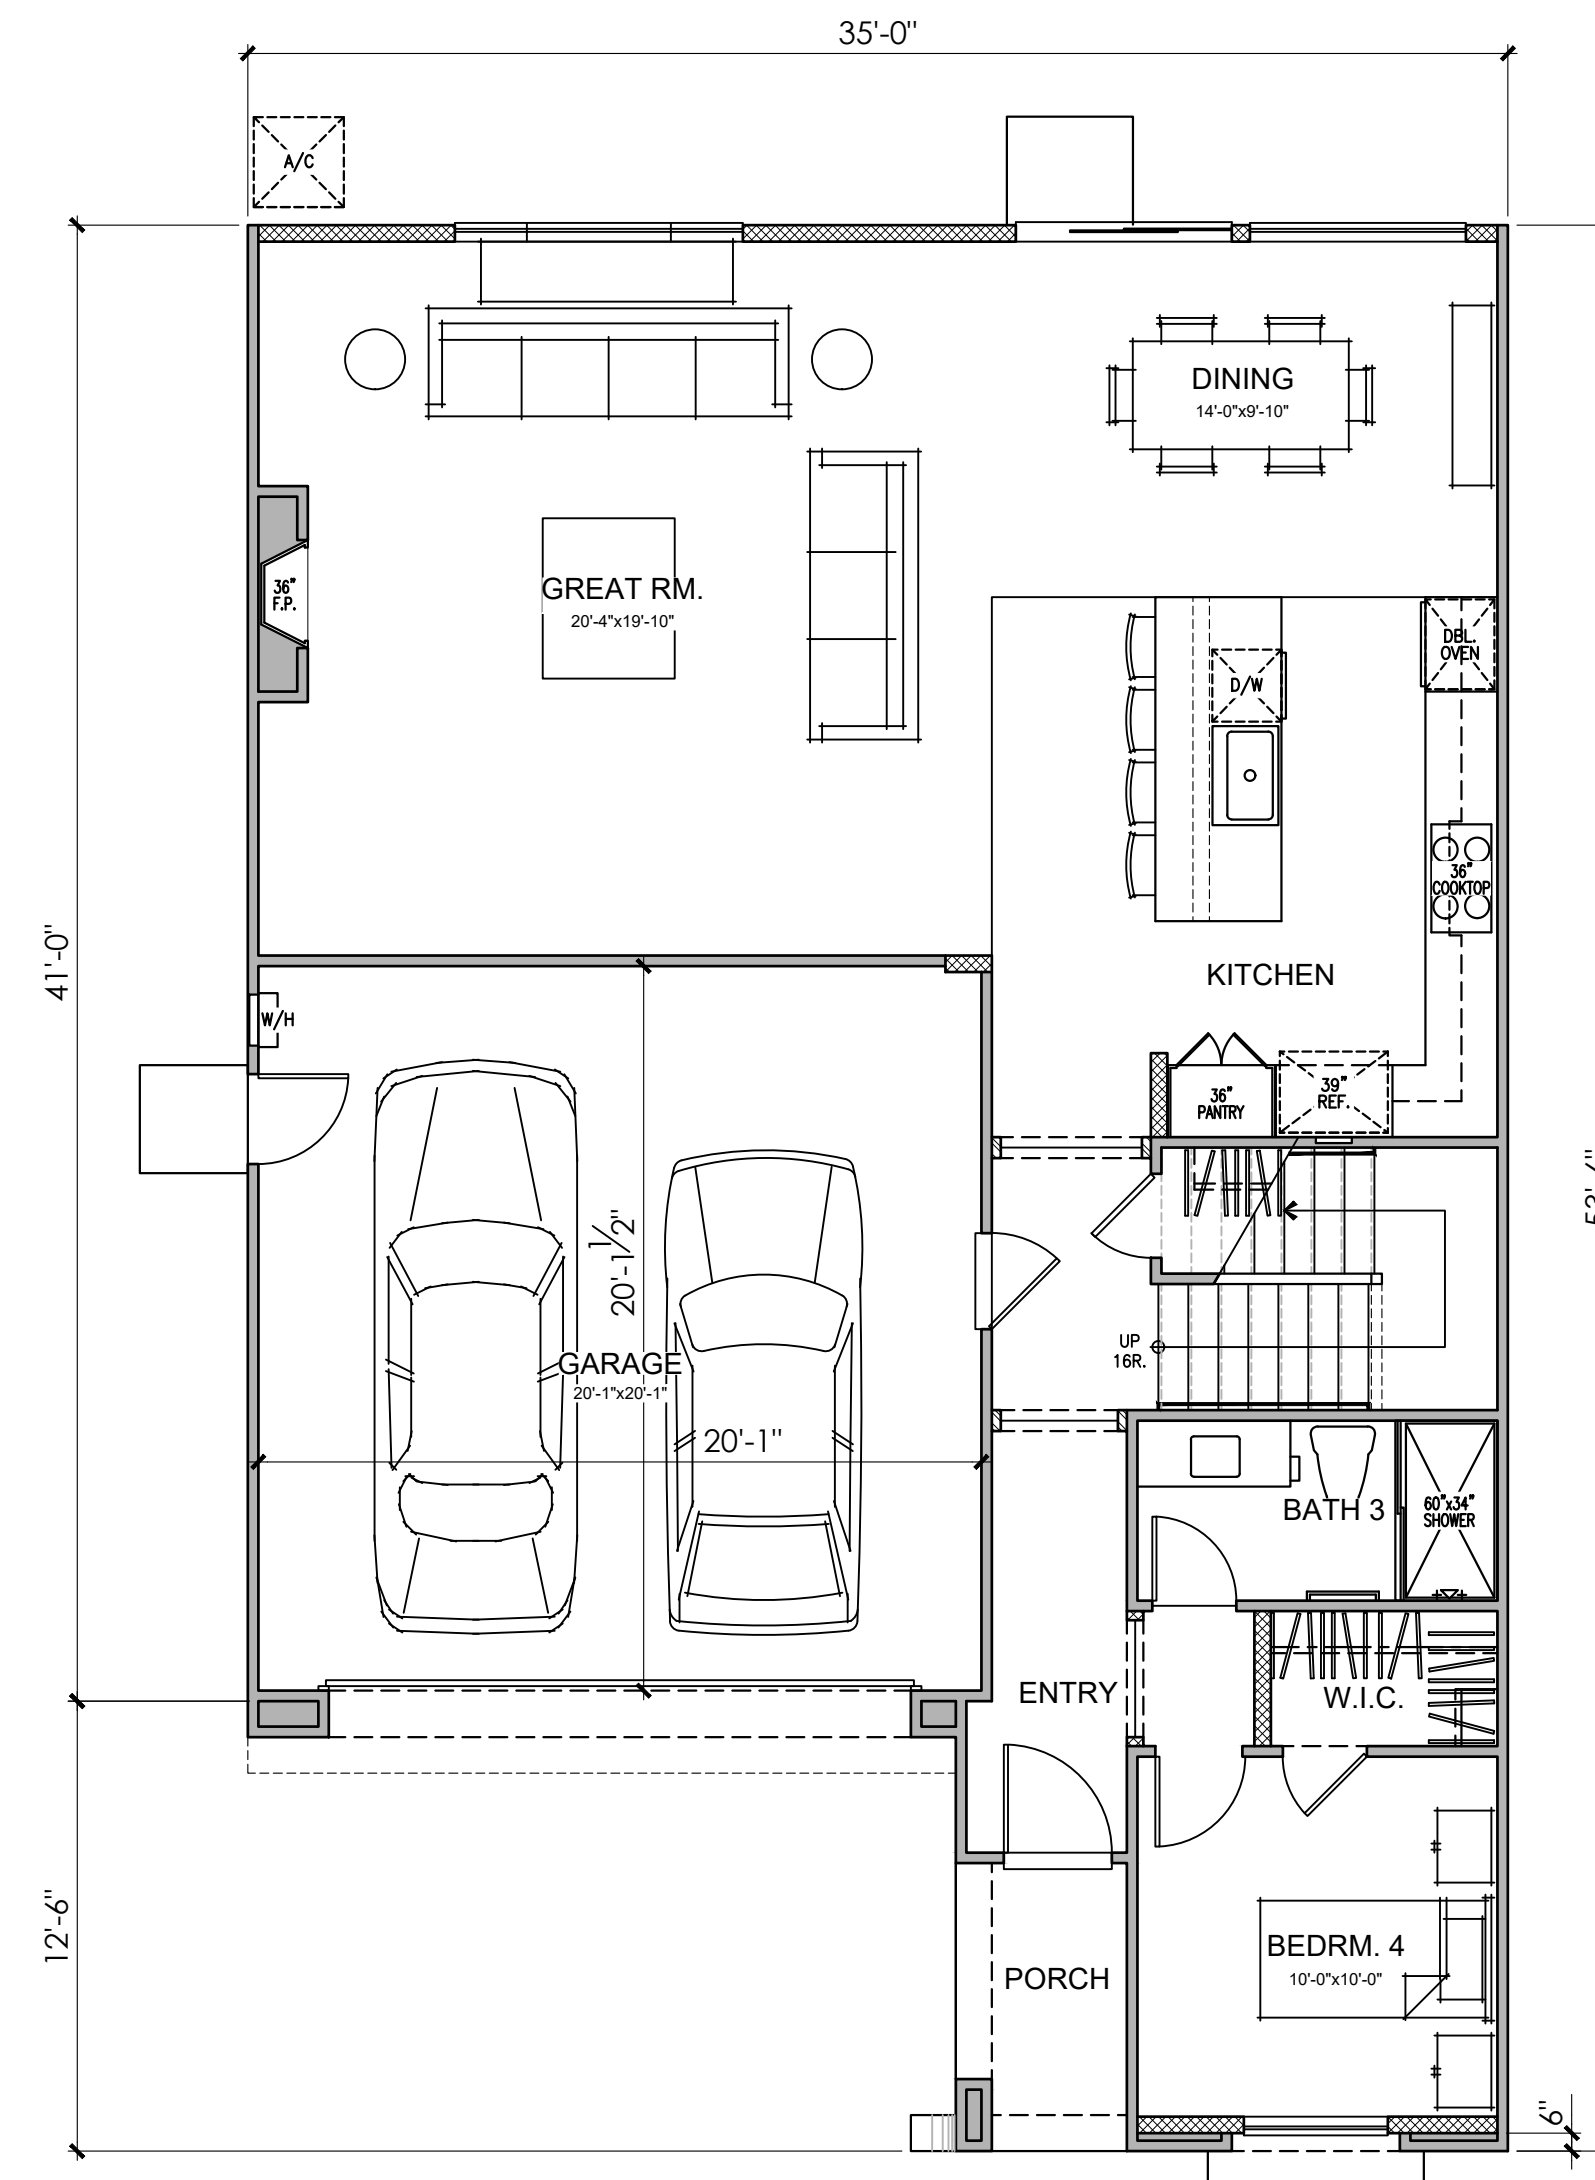 35'-0"
A/C
DINING
14'-0"x9'-10"
36"
F.P.
GREAT RM.
20'-4"x19'-10"
DBL.
OVEN
D/W
36"
COOKTOP
41'-0"
KITCHEN
W/H
36"
PANTRY
39"
REF.
20'-1 1/2"
UP
16R.
GARAGE
20'-1"x20'-1"
20'-1"
BATH 3
60"x34"
SHOWER
ENTRY
W.I.C.
12'-6"
BEDRM. 4
10'-0"x10'-0"
PORCH
6"